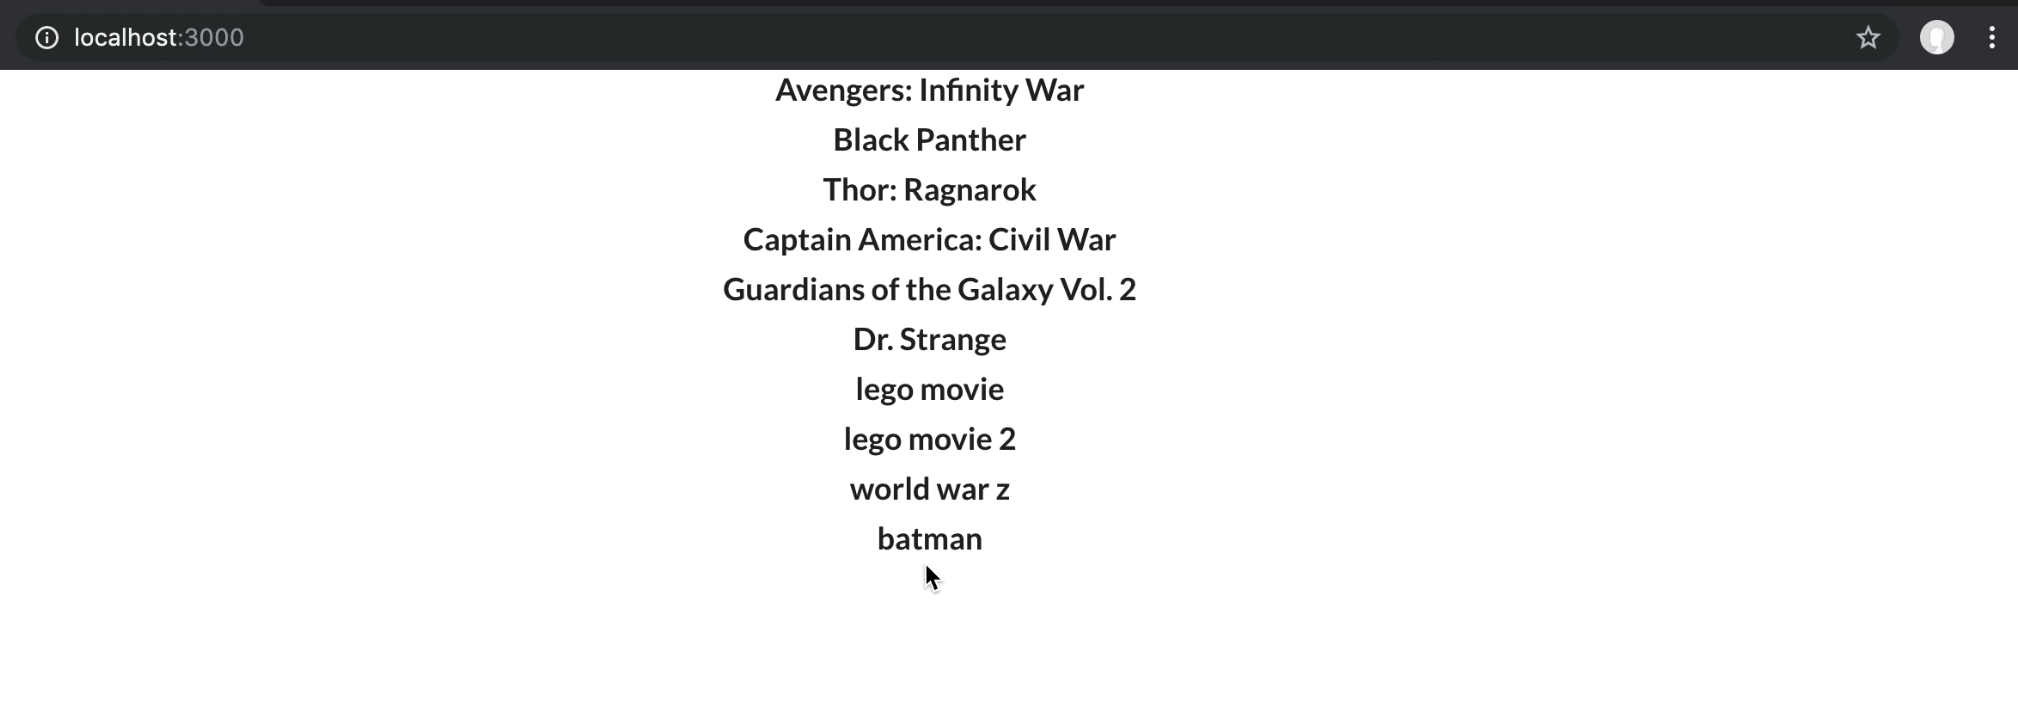 localhost:3000
Avengers: Infinity War
Black Panther
Thor: Ragnarok
Captain America: Civil War
Guardians of the Galaxy Vol. 2
Dr. Strange
lego movie
lego movie 2
world war z
batman